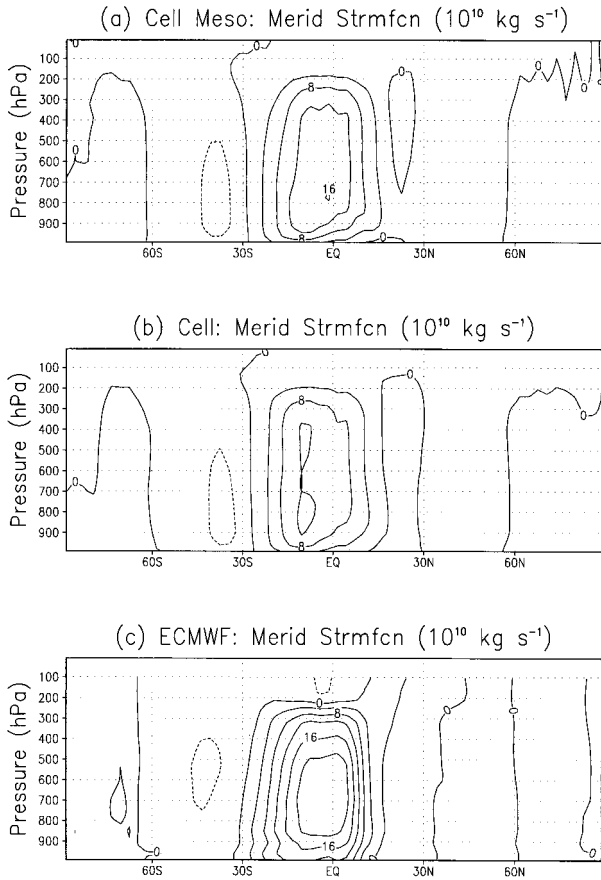 (a) Cell Meso: Merid Strmfcn (10¹⁰ kg s⁻¹)
Pressure (hPa)
100
200
300
400
500
600
700
800
900
0
0
0
8
0
0
0
16
8
0
60S
30S
EQ
30N
60N
(b) Cell: Merid Strmfcn (10¹⁰ kg s⁻¹)
Pressure (hPa)
100
200
300
400
500
600
700
800
900
0
0
0
8
0
0
8
60S
30S
EQ
30N
60N
(c) ECMWF: Merid Strmfcn (10¹⁰ kg s⁻¹)
Pressure (hPa)
100
200
300
400
500
600
700
800
900
0
8
0
0
16
16
0
0
60S
30S
EQ
30N
60N